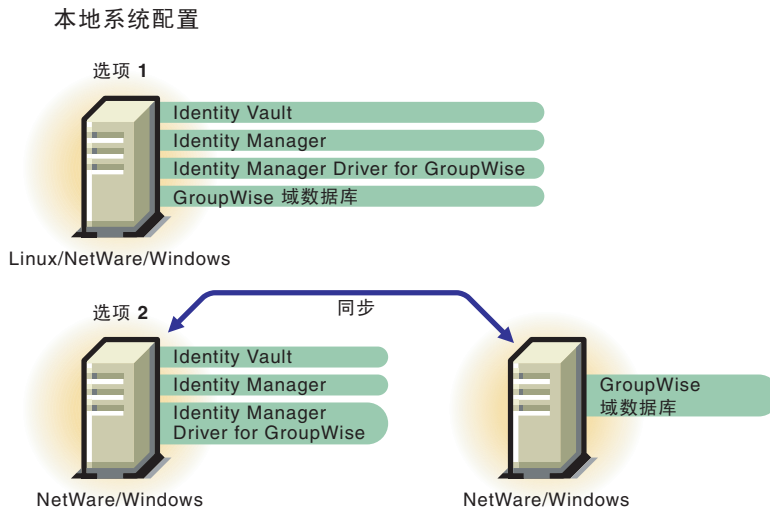 本地系统配置
选项 1
Identity Vault
Identity Manager
Identity Manager Driver for GroupWise
GroupWise 域数据库
Linux/NetWare/Windows
选项 2
同步
Identity Vault
Identity Manager
Identity Manager
Driver for GroupWise
NetWare/Windows
GroupWise
域数据库
NetWare/Windows